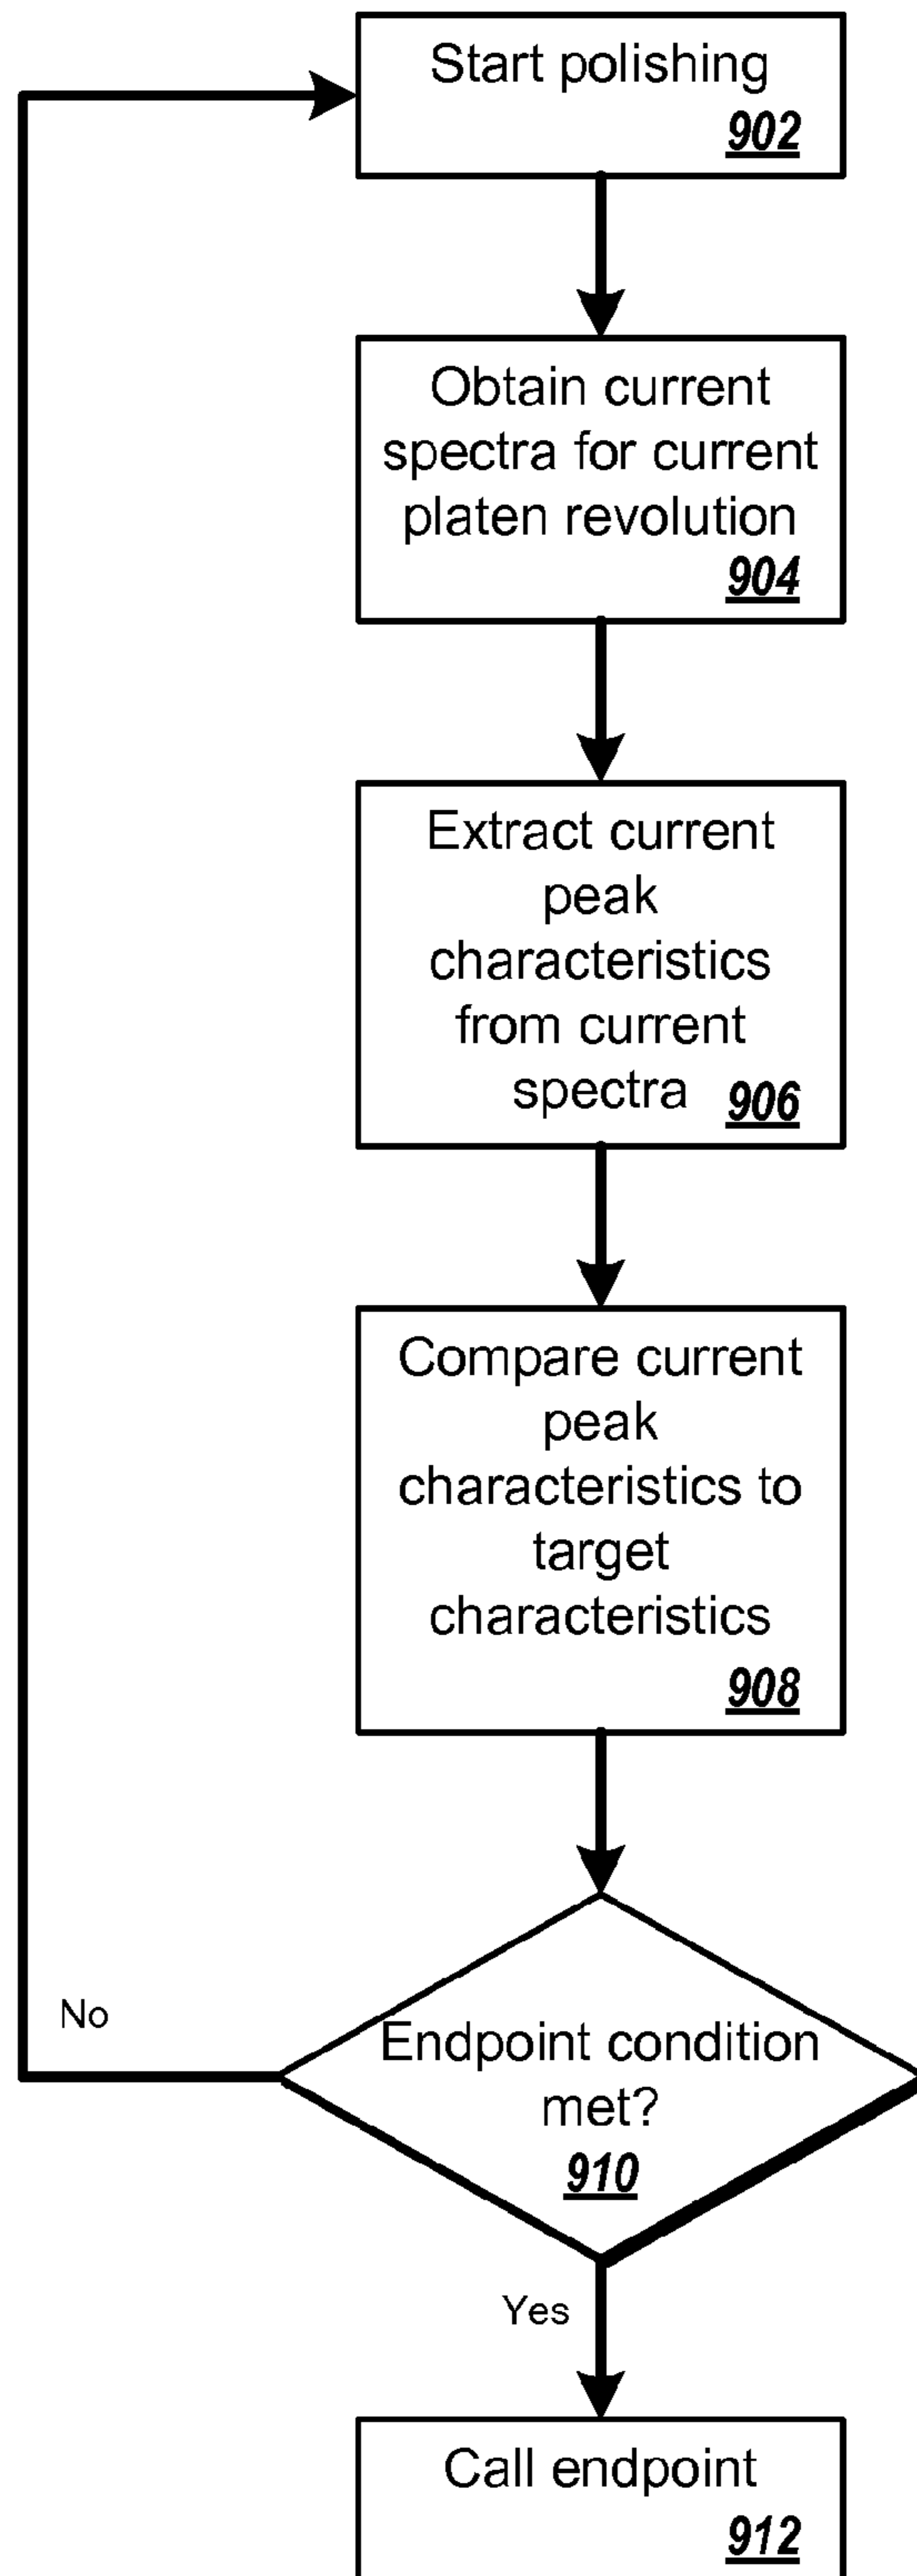 Start polishing
902
Obtain current
spectra for current
platen revolution
904
Extract current
peak
characteristics
from current
spectra 906
Compare current
peak
characteristics to
target
characteristics
908
No
Endpoint condition
met?
910
Yes
Call endpoint
912